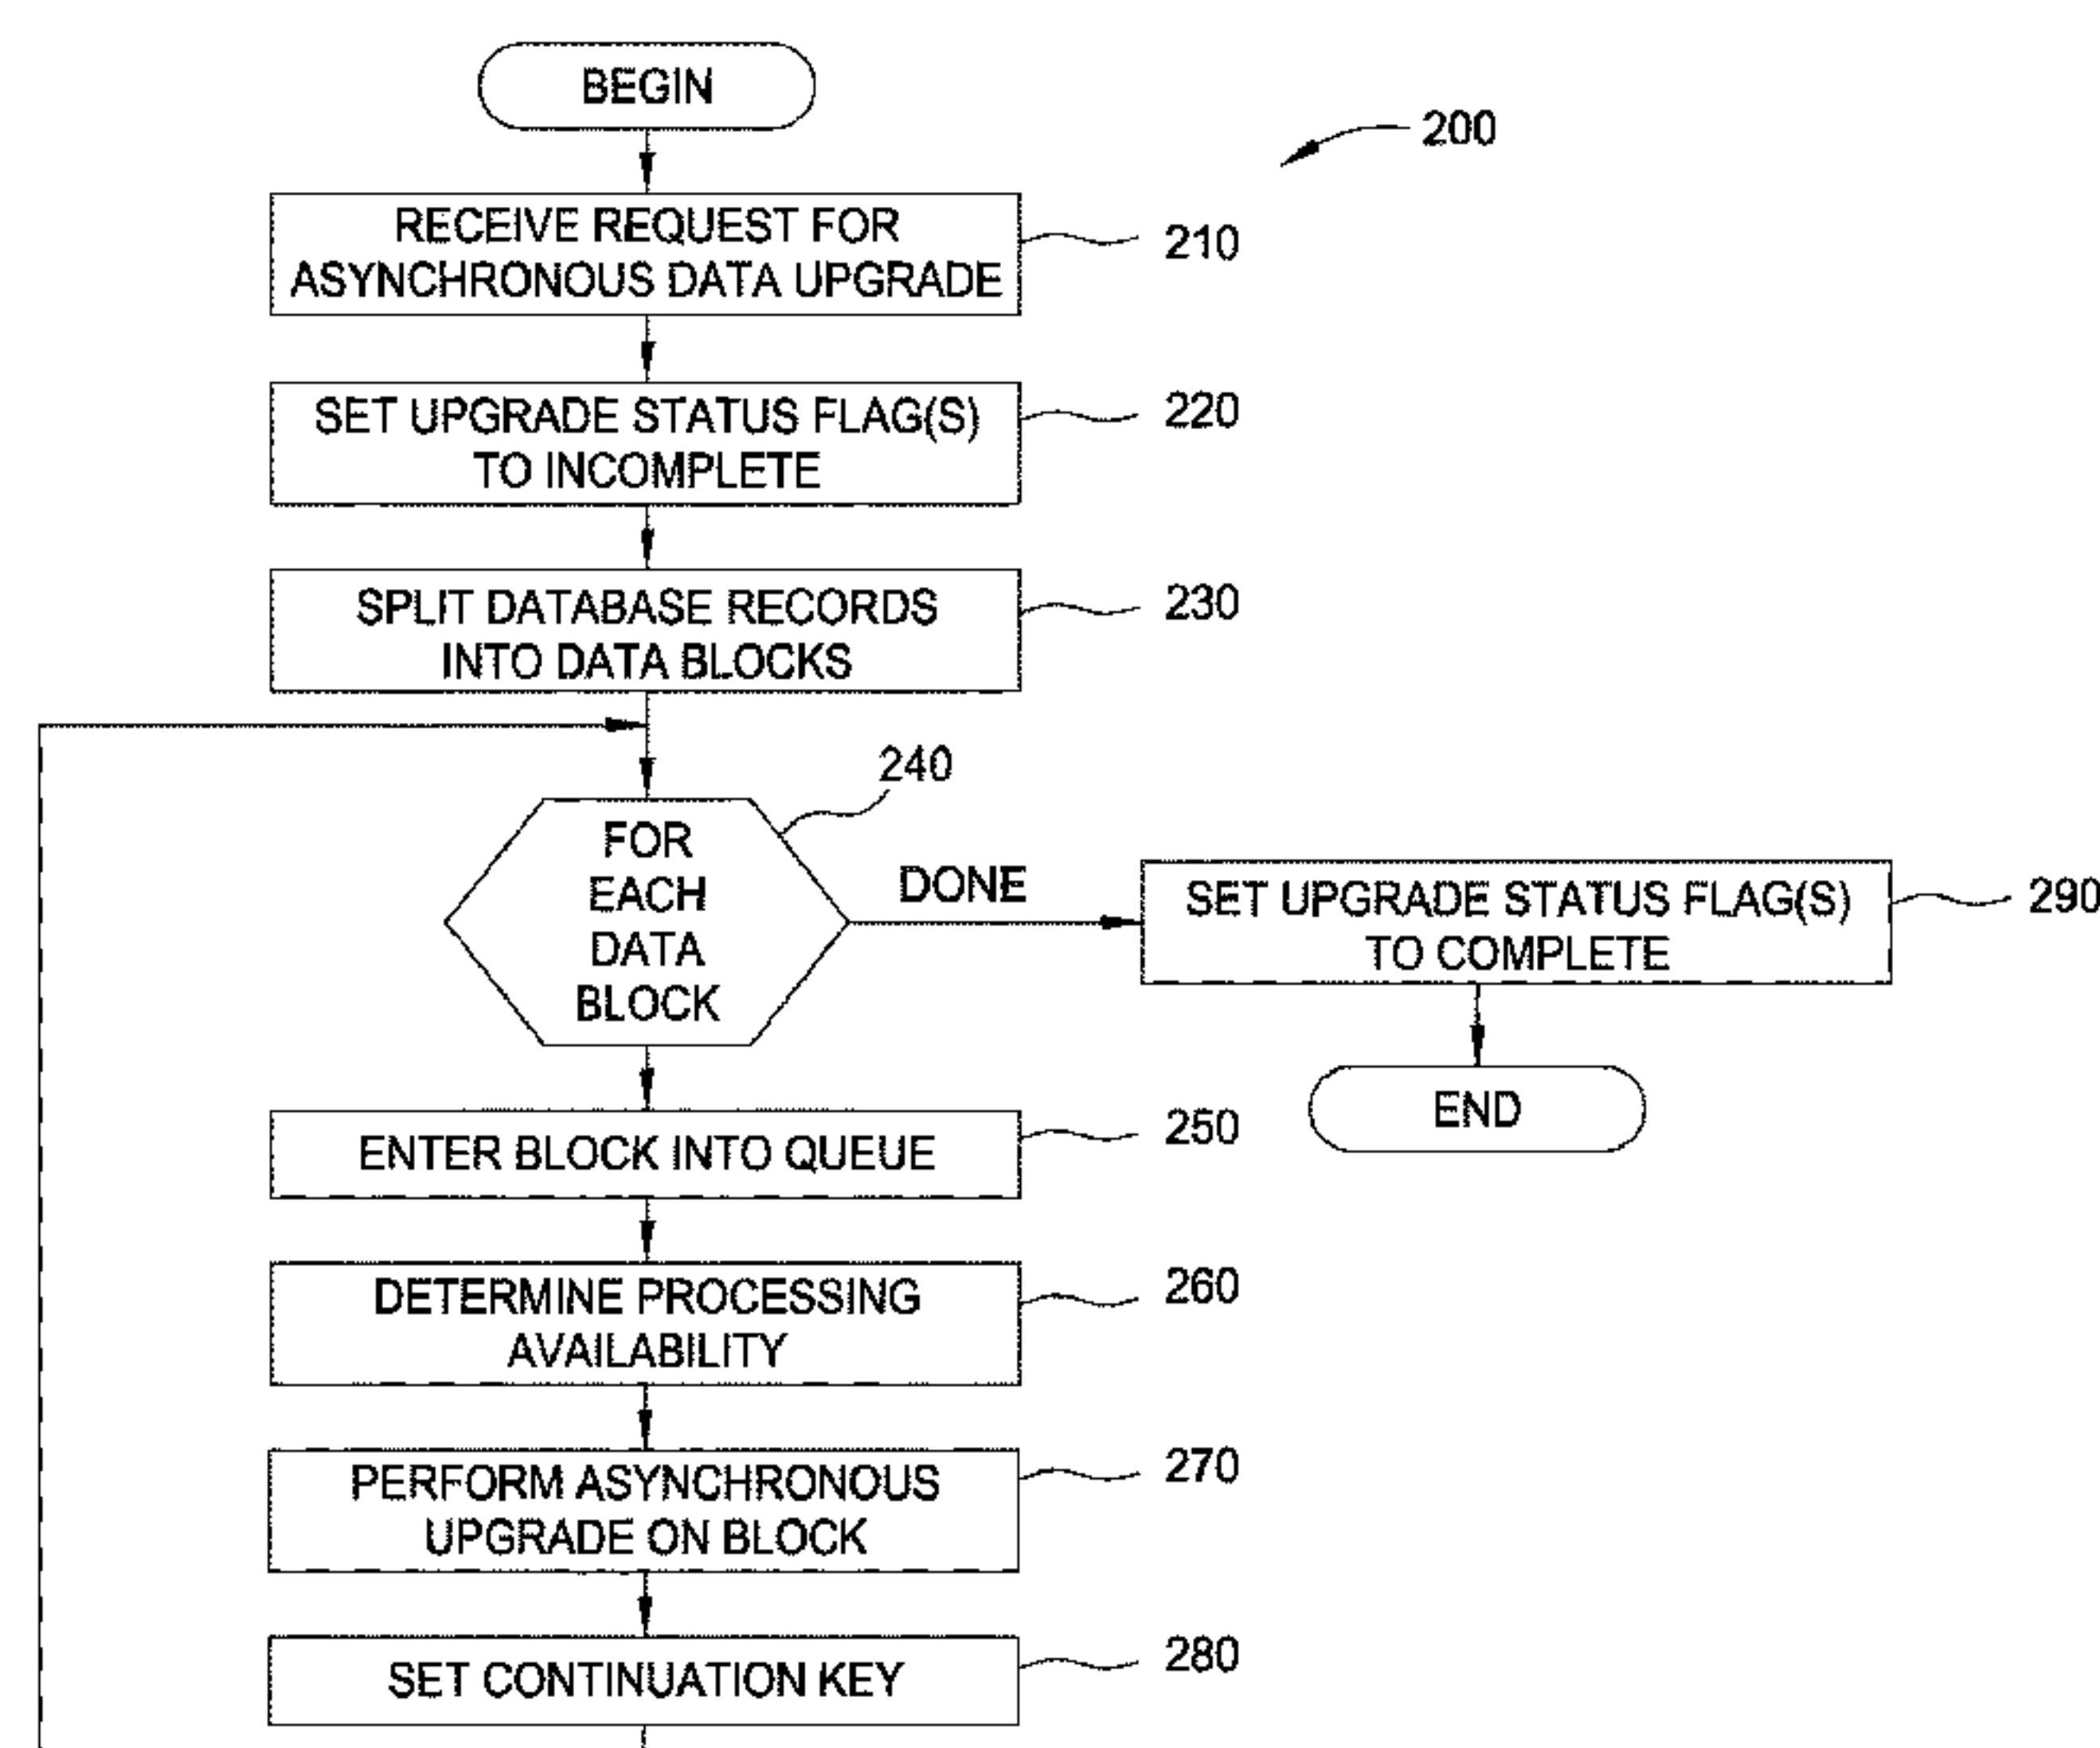 BEGIN
200
RECEIVE REQUEST FOR
ASYNCHRONOUS DATA UPGRADE
210
SET UPGRADE STATUS FLAG(S)
TO INCOMPLETE
220
SPLIT DATABASE RECORDS
INTO DATA BLOCKS
230
240
FOR
EACH
DATA
BLOCK
DONE
SET UPGRADE STATUS FLAG(S)
TO COMPLETE
290
END
ENTER BLOCK INTO QUEUE
250
DETERMINE PROCESSING
AVAILABILITY
260
PERFORM ASYNCHRONOUS
UPGRADE ON BLOCK
270
SET CONTINUATION KEY
280